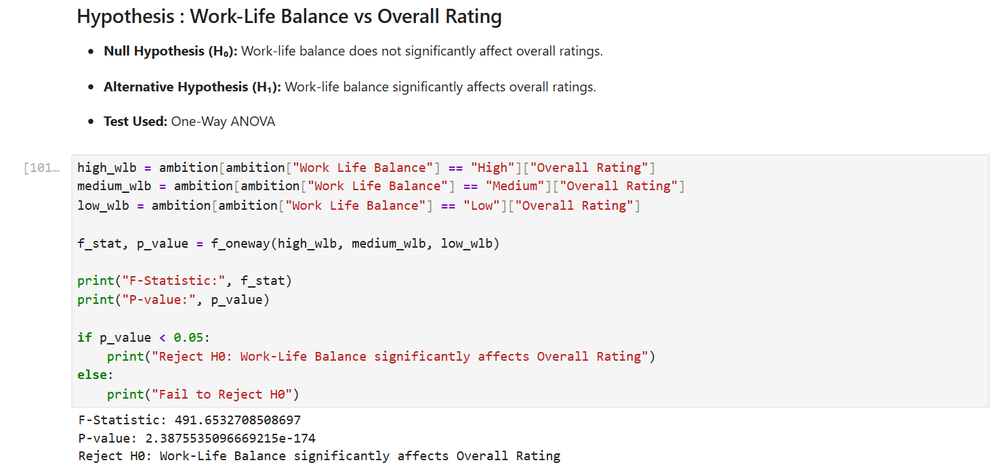 Hypothesis : Work-Life Balance vs Overall Rating
• Null Hypothesis (H₀): Work-life balance does not significantly affect overall ratings.
• Alternative Hypothesis (H₁): Work-life balance significantly affects overall ratings.
• Test Used: One-Way ANOVA
[101…
high_wlb = ambition[ambition["Work Life Balance"] == "High"]["Overall Rating"]
medium_wlb = ambition[ambition["Work Life Balance"] == "Medium"]["Overall Rating"]
low_wlb = ambition[ambition["Work Life Balance"] == "Low"]["Overall Rating"]
f_stat, p_value = f_oneway(high_wlb, medium_wlb, low_wlb)
print("F-Statistic:", f_stat)
print("P-value:", p_value)
if p_value < 0.05:
    print("Reject H0: Work-Life Balance significantly affects Overall Rating")
else:
    print("Fail to Reject H0")
F-Statistic: 491.6532708508697
P-value: 2.3875535096669215e-174
Reject H0: Work-Life Balance significantly affects Overall Rating